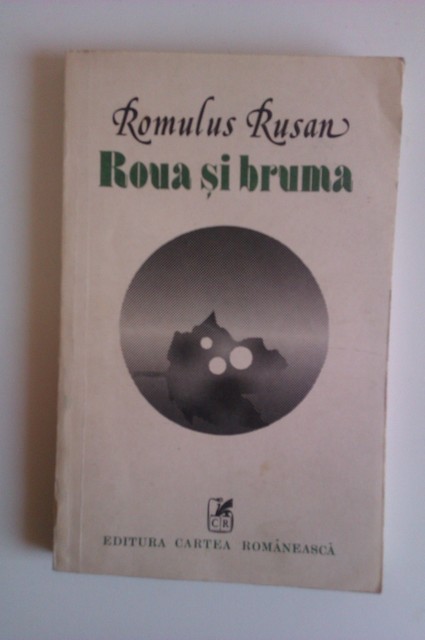 Romulus Rusan
Roua și bruma
CR
EDITURA CARTEA ROMÂNEASCĂ